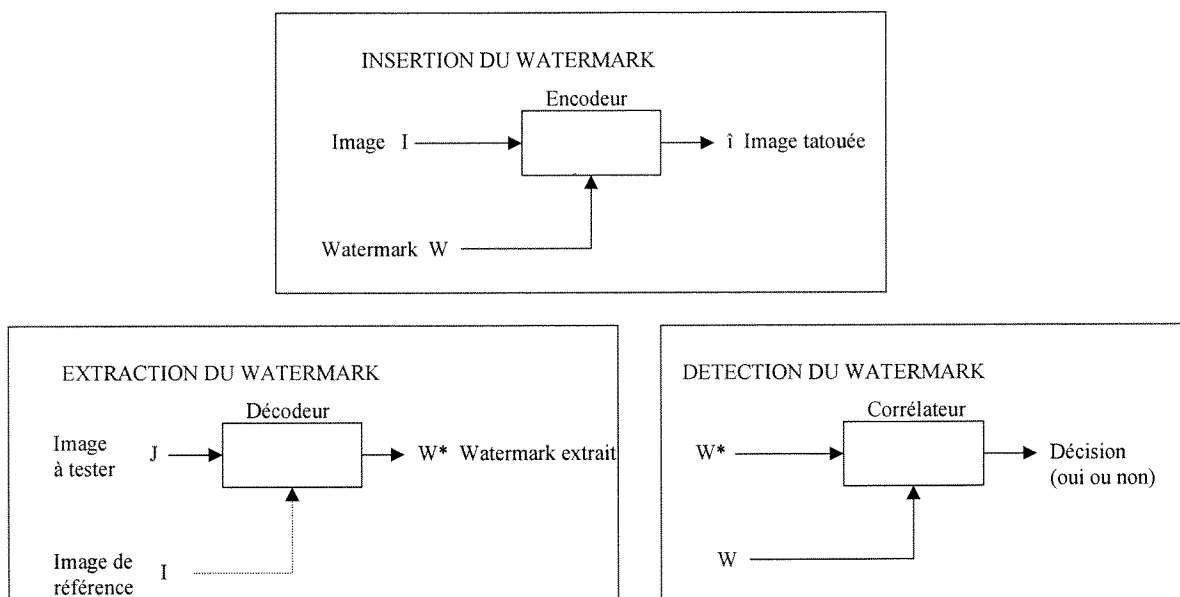 INSERTION DU WATERMARK
Encodeur
Image I
î Image tatouée
Watermark W
EXTRACTION DU WATERMARK
Décodeur
Image
à tester
J
W* Watermark extrait
Image de
référence
I
DETECTION DU WATERMARK
Corrélateur
W*
Décision
(oui ou non)
W